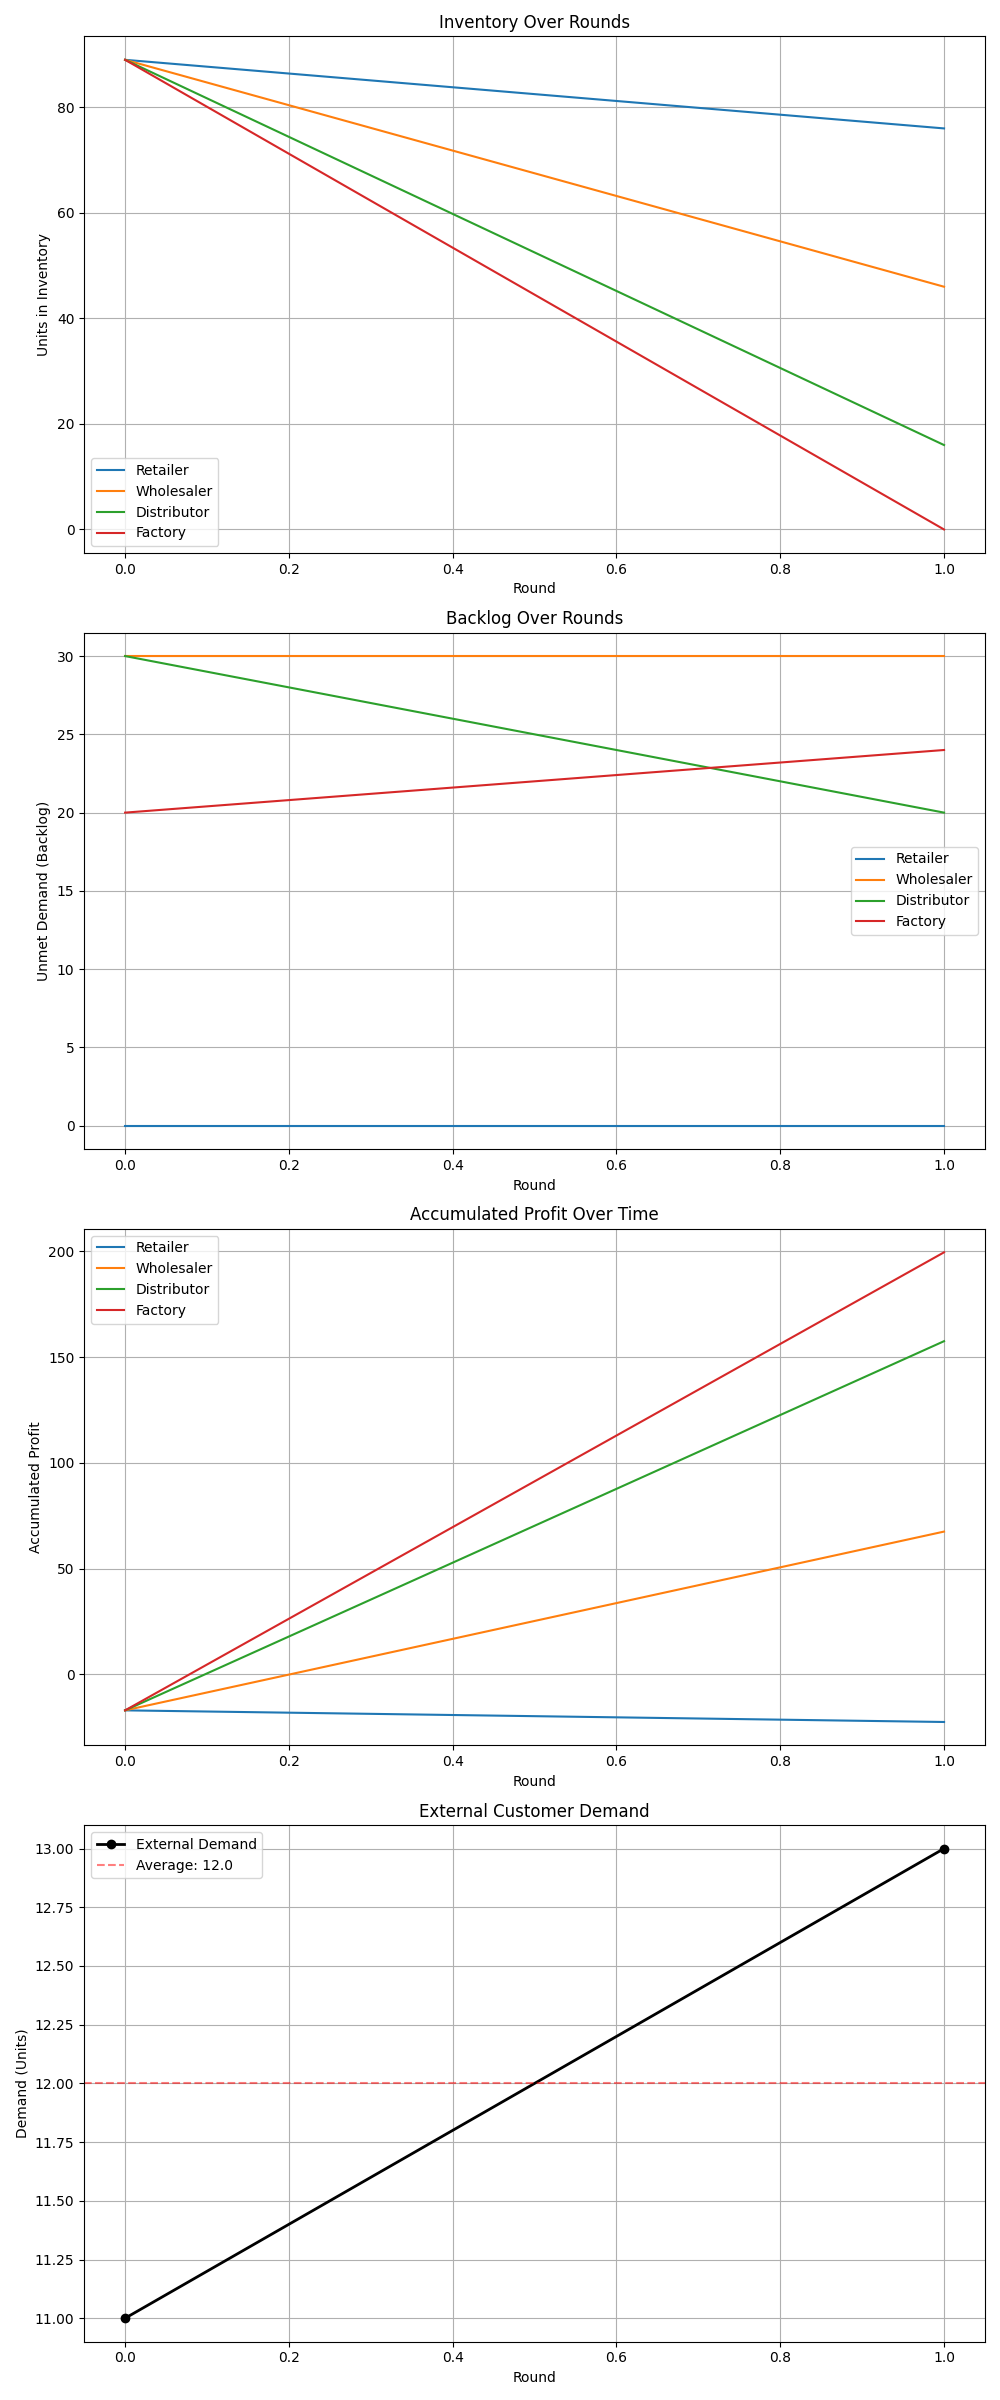 Inventory Over Rounds
Units in Inventory
80
60
40
20
0
Retailer
Wholesaler
Distributor
Factory
0.0 0.2 0.4 0.6 0.8 1.0
Round
Backlog Over Rounds
Unmet Demand (Backlog)
30
25
20
15
10
5
0
Retailer
Wholesaler
Distributor
Factory
0.0 0.2 0.4 0.6 0.8 1.0
Round
Accumulated Profit Over Time
Accumulated Profit
200
150
100
50
0
Retailer
Wholesaler
Distributor
Factory
0.0 0.2 0.4 0.6 0.8 1.0
Round
External Customer Demand
Demand (Units)
13.00
12.75
12.50
12.25
12.00
11.75
11.50
11.25
11.00
External Demand
Average: 12.0
0.0 0.2 0.4 0.6 0.8 1.0
Round